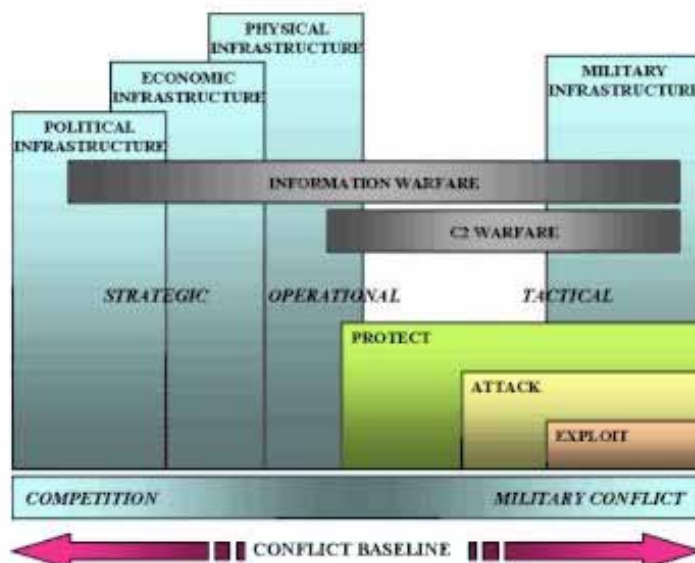 PHYSICAL
INFRASTRUCTURE
ECONOMIC
INFRASTRUCTURE
MILITARY
INFRASTRUCTURE
POLITICAL
INFRASTRUCTURE
INFORMATION WARFARE
C2 WARFARE
STRATEGIC
OPERATIONAL
TACTICAL
PROTECT
ATTACK
EXPLOIT
COMPETITION
MILITARY CONFLICT
CONFLICT BASELINE